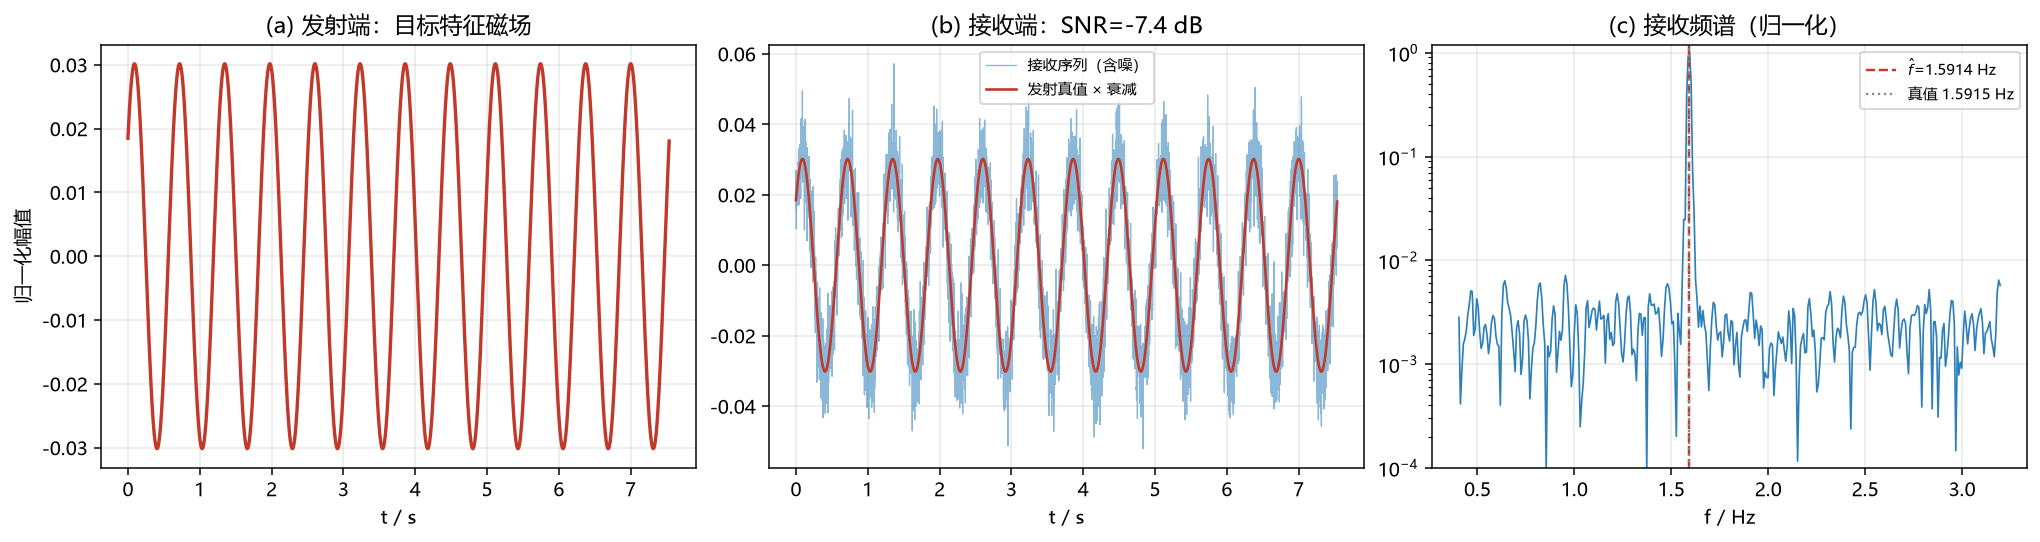 (a) 发射端：目标特征磁场
归一化幅值
0.03
0.02
0.01
0.00
-0.01
-0.02
-0.03
0 1 2 3 4 5 6 7
t / s
(b) 接收端：SNR=-7.4 dB
接收序列（含噪）
发射真值 × 衰减
0.06
0.04
0.02
0.00
-0.02
-0.04
0 1 2 3 4 5 6 7
t / s
(c) 接收频谱（归一化）
f̂=1.5914 Hz
真值 1.5915 Hz
10⁰
10⁻¹
10⁻²
10⁻³
10⁻⁴
0.5 1.0 1.5 2.0 2.5 3.0
f / Hz